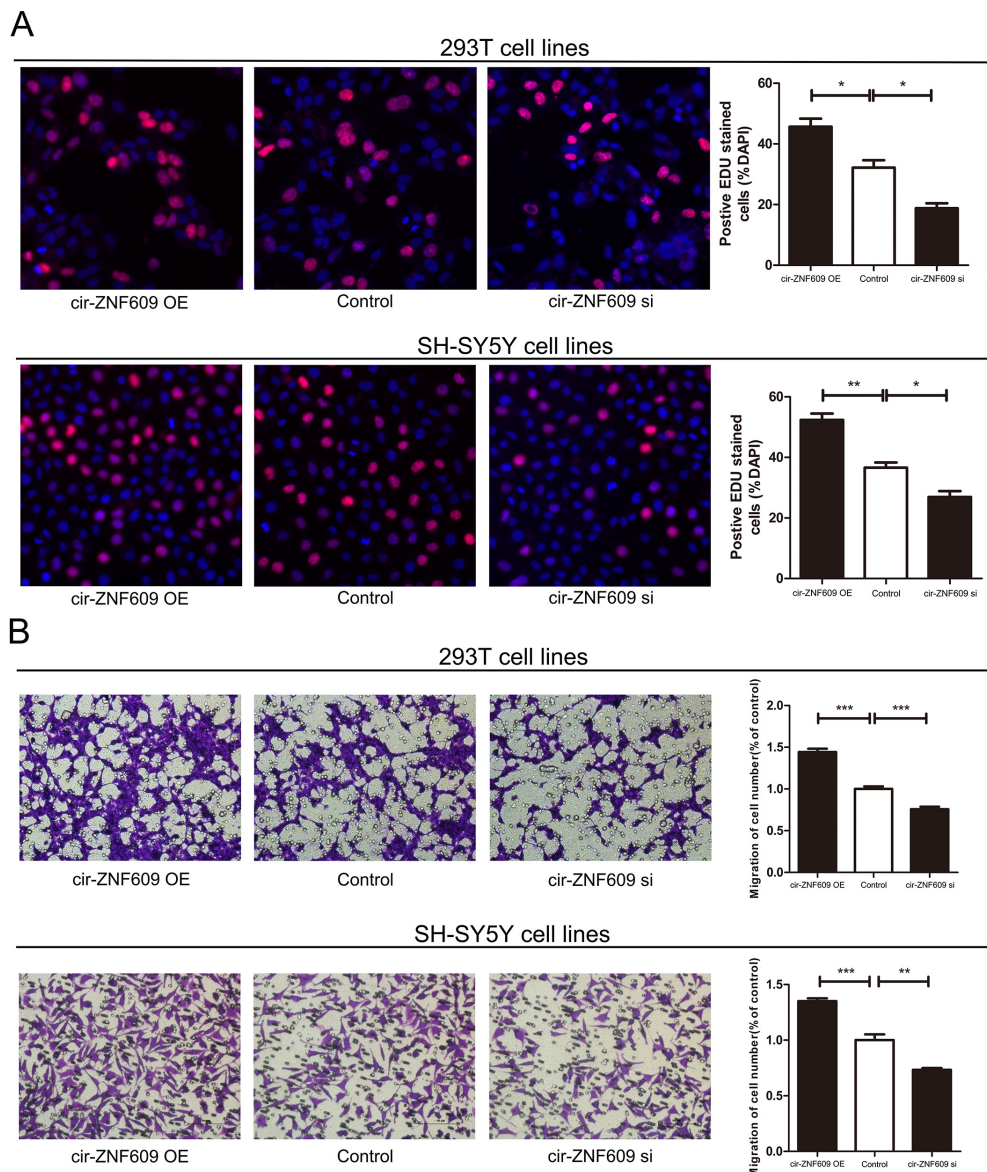 A
293T cell lines
cir-ZNF609 OE
Control
cir-ZNF609 si
Postive EDU stained
cells (%DAPI)
60
40
20
0
*
*
cir-ZNF609 OE
Control
cir-ZNF609 si
SH-SY5Y cell lines
cir-ZNF609 OE
Control
cir-ZNF609 si
Postive EDU stained
cells (%DAPI)
60
40
20
0
**
*
cir-ZNF609 OE
Control
cir-ZNF609 si
B
293T cell lines
cir-ZNF609 OE
Control
cir-ZNF609 si
Migration of cell number(% of control)
2.0
1.5
1.0
0.5
0.0
***
***
cir-ZNF609 OE
Control
cir-ZNF609 si
SH-SY5Y cell lines
cir-ZNF609 OE
Control
cir-ZNF609 si
Migration of cell number(% of control)
1.5
1.0
0.5
0.0
***
**
cir-ZNF609 OE
Control
cir-ZNF609 si